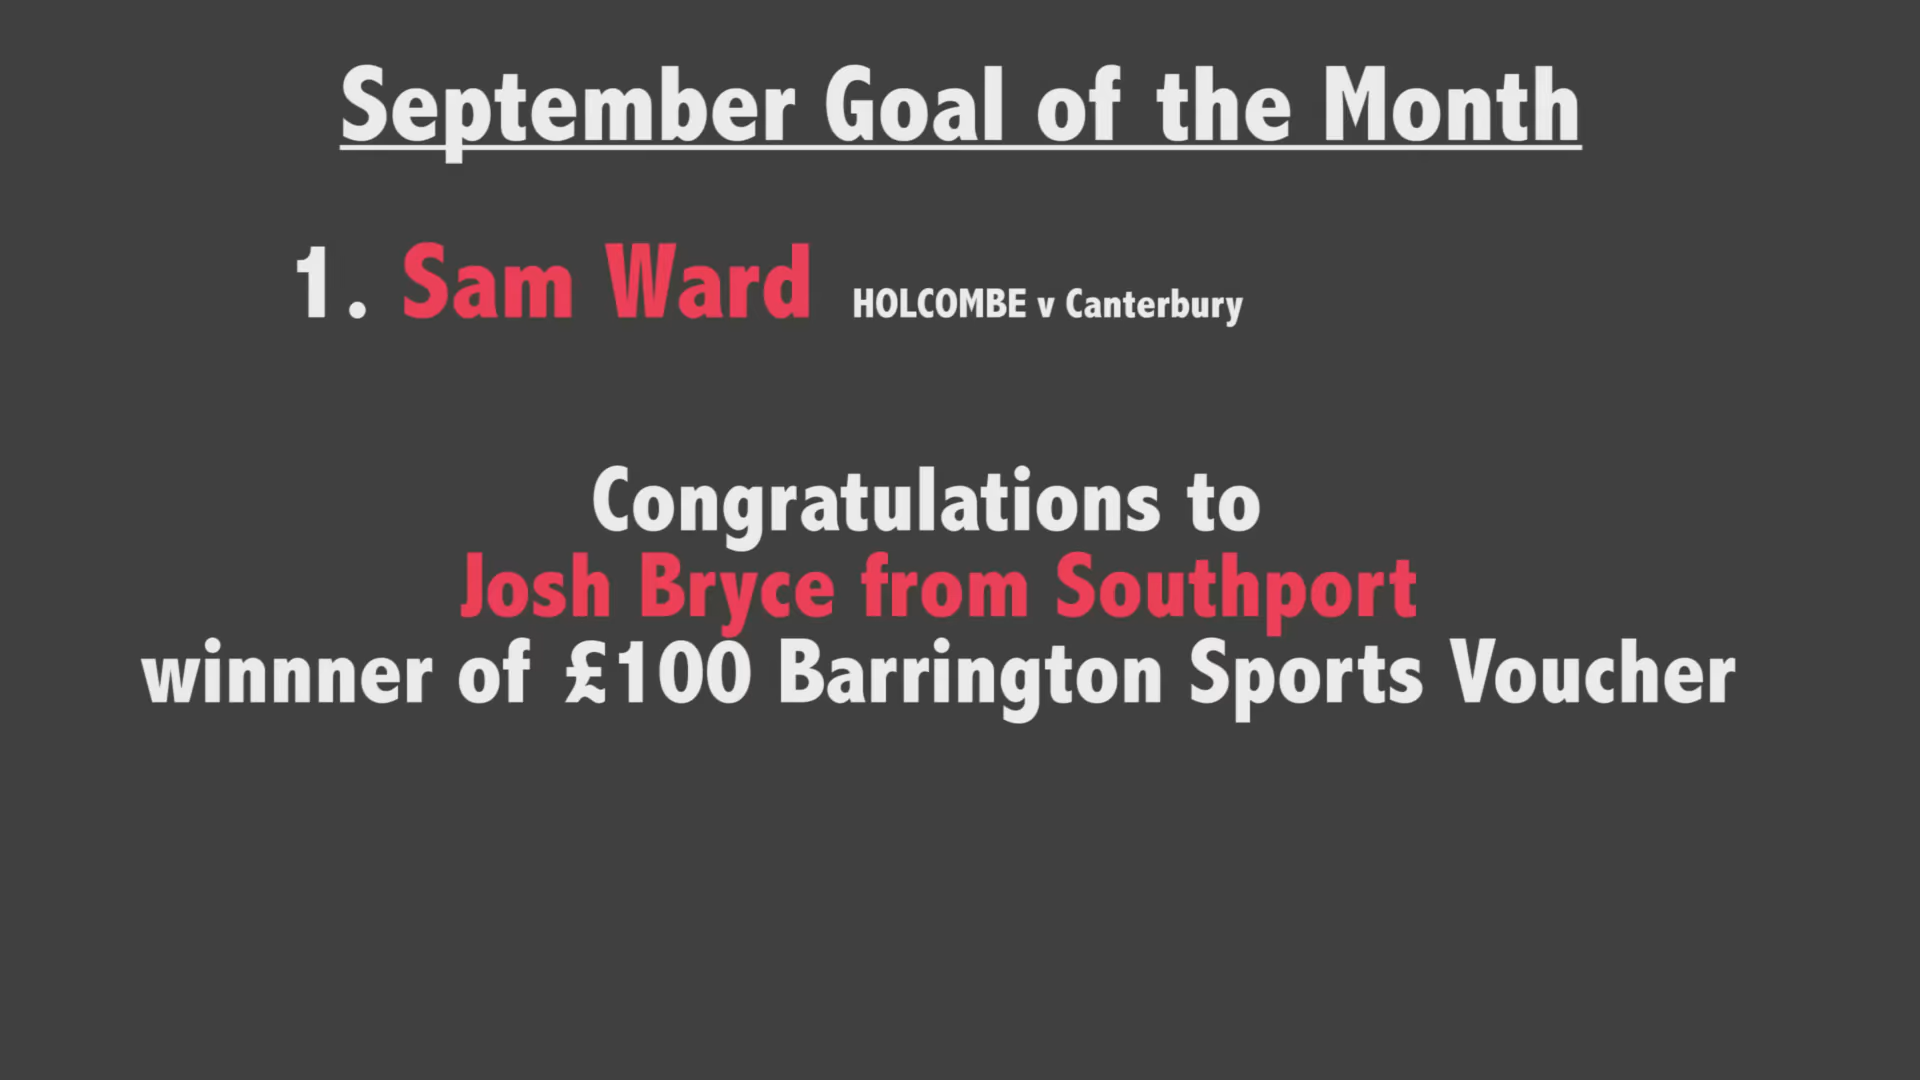 September Goal of the Month
1. Sam Ward HOLCOMBE v Canterbury
Congratulations to
Josh Bryce from Southport
winnner of £100 Barrington Sports Voucher